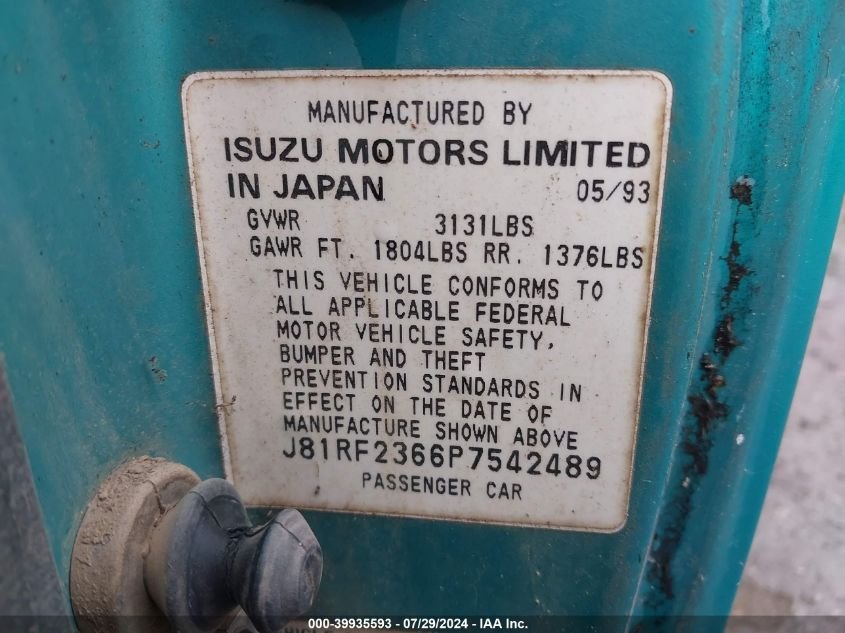 MANUFACTURED BY
ISUZU MOTORS LIMITED
IN JAPAN 05/93
GVWR 3131LBS
GAWR FT. 1804LBS RR. 1376LBS
THIS VEHICLE CONFORMS TO
ALL APPLICABLE FEDERAL
MOTOR VEHICLE SAFETY,
BUMPER AND THEFT
PREVENTION STANDARDS IN
EFFECT ON THE DATE OF
MANUFACTURE SHOWN ABOVE
J81RF2366P7542489
PASSENGER CAR
000-39935593 - 07/29/2024 - IAA Inc.